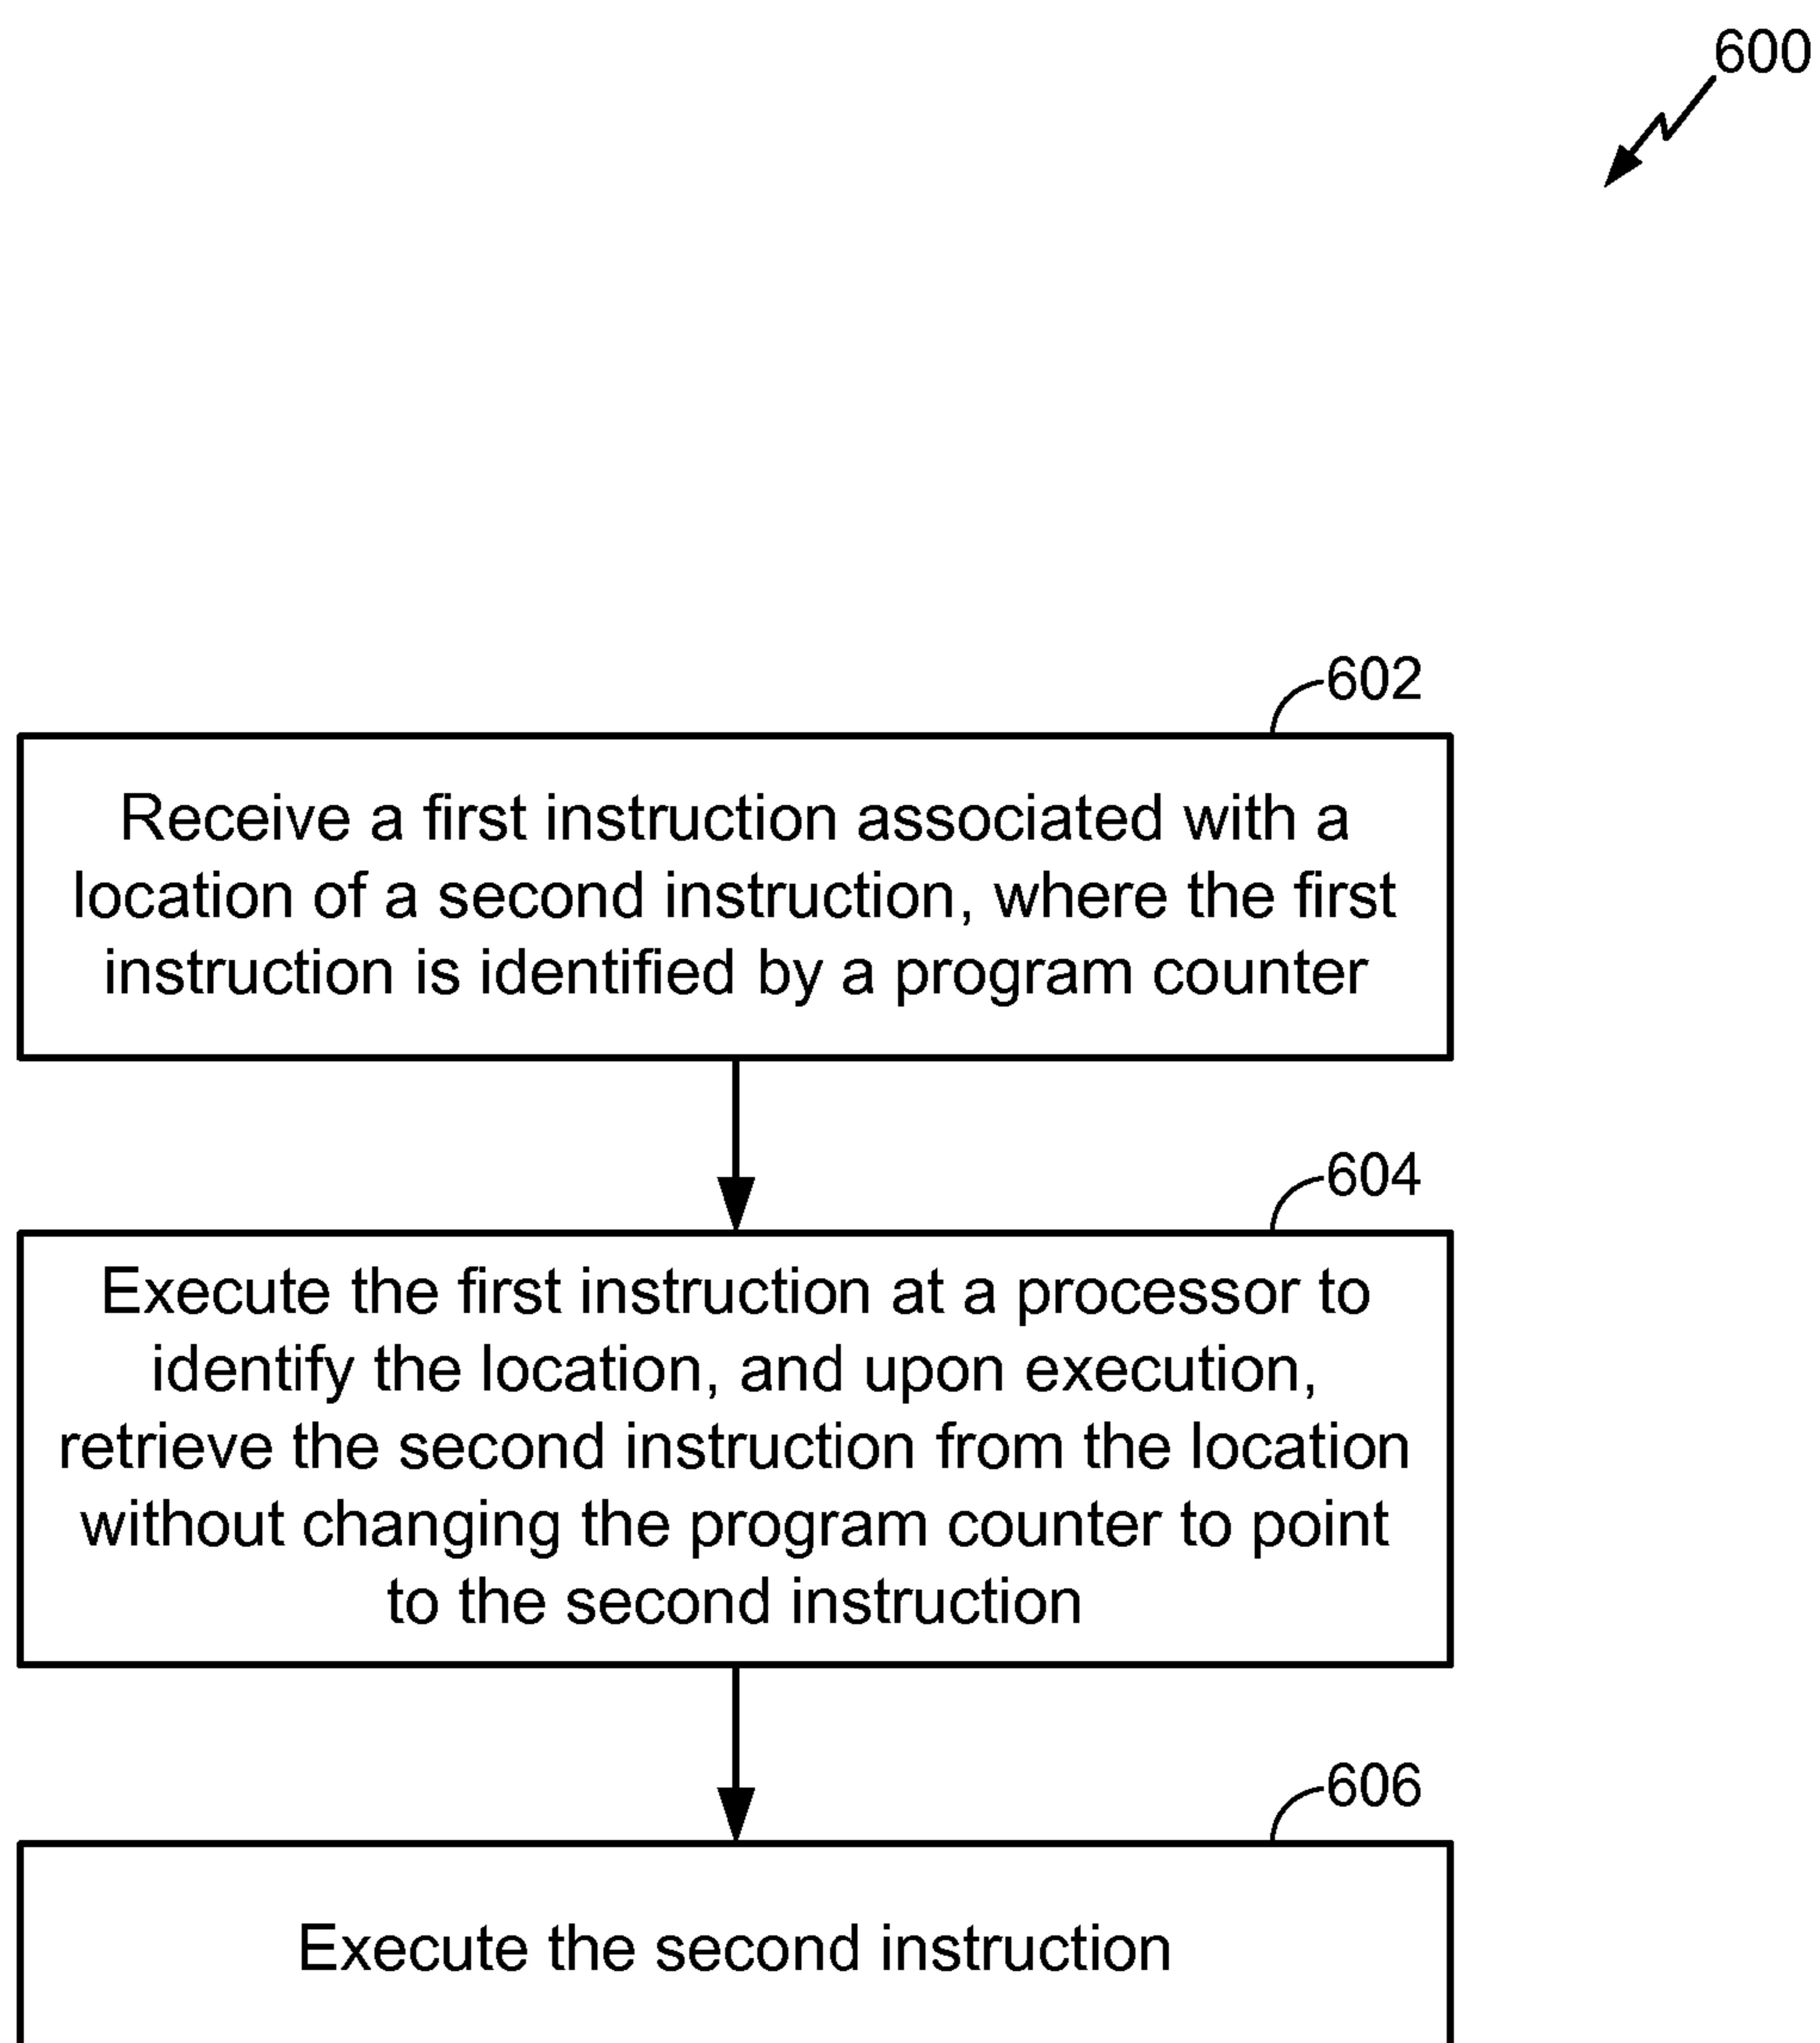 600
602
Receive a first instruction associated with a
location of a second instruction, where the first
instruction is identified by a program counter
604
Execute the first instruction at a processor to
identify the location, and upon execution,
retrieve the second instruction from the location
without changing the program counter to point
to the second instruction
606
Execute the second instruction